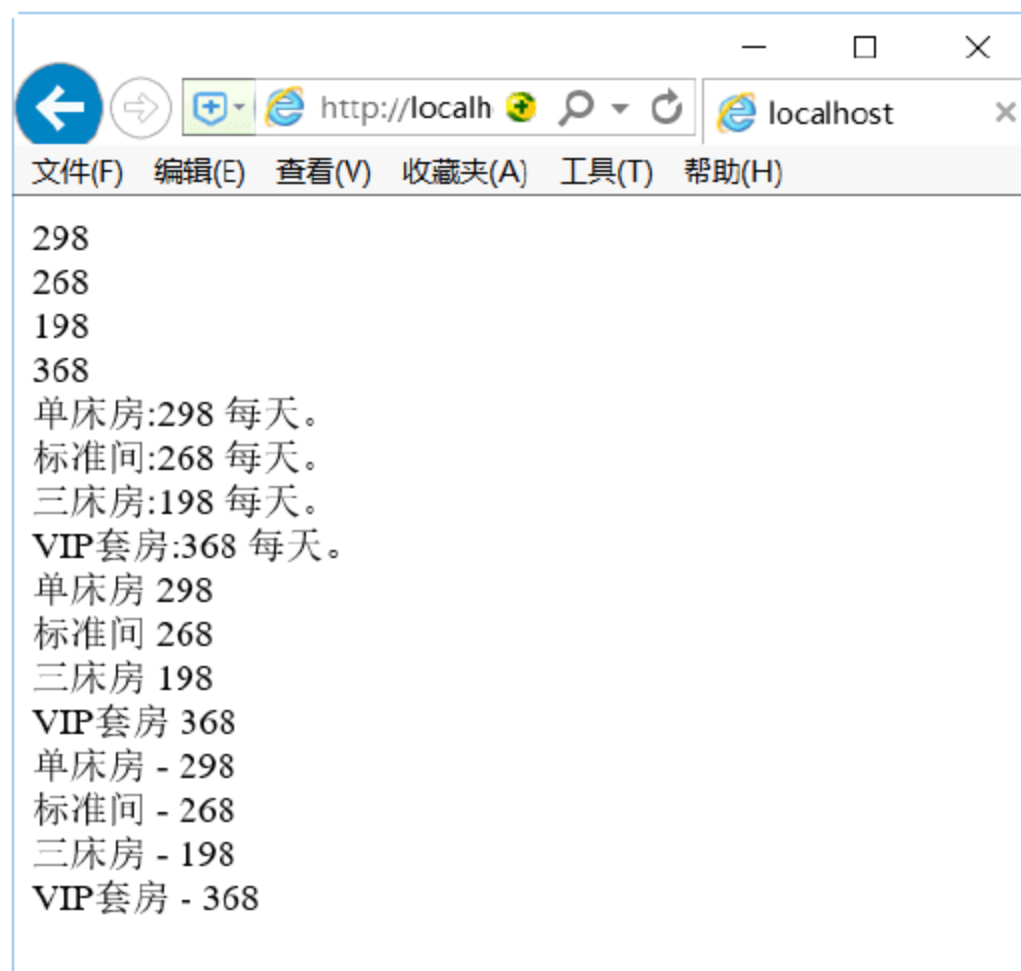 http://localh
localhost
文件(F) 编辑(E) 查看(V) 收藏夹(A) 工具(T) 帮助(H)
298
268
198
368
单床房:298 每天。
标准间:268 每天。
三床房:198 每天。
VIP套房:368 每天。
单床房 298
标准间 268
三床房 198
VIP套房 368
单床房 - 298
标准间 - 268
三床房 - 198
VIP套房 - 368